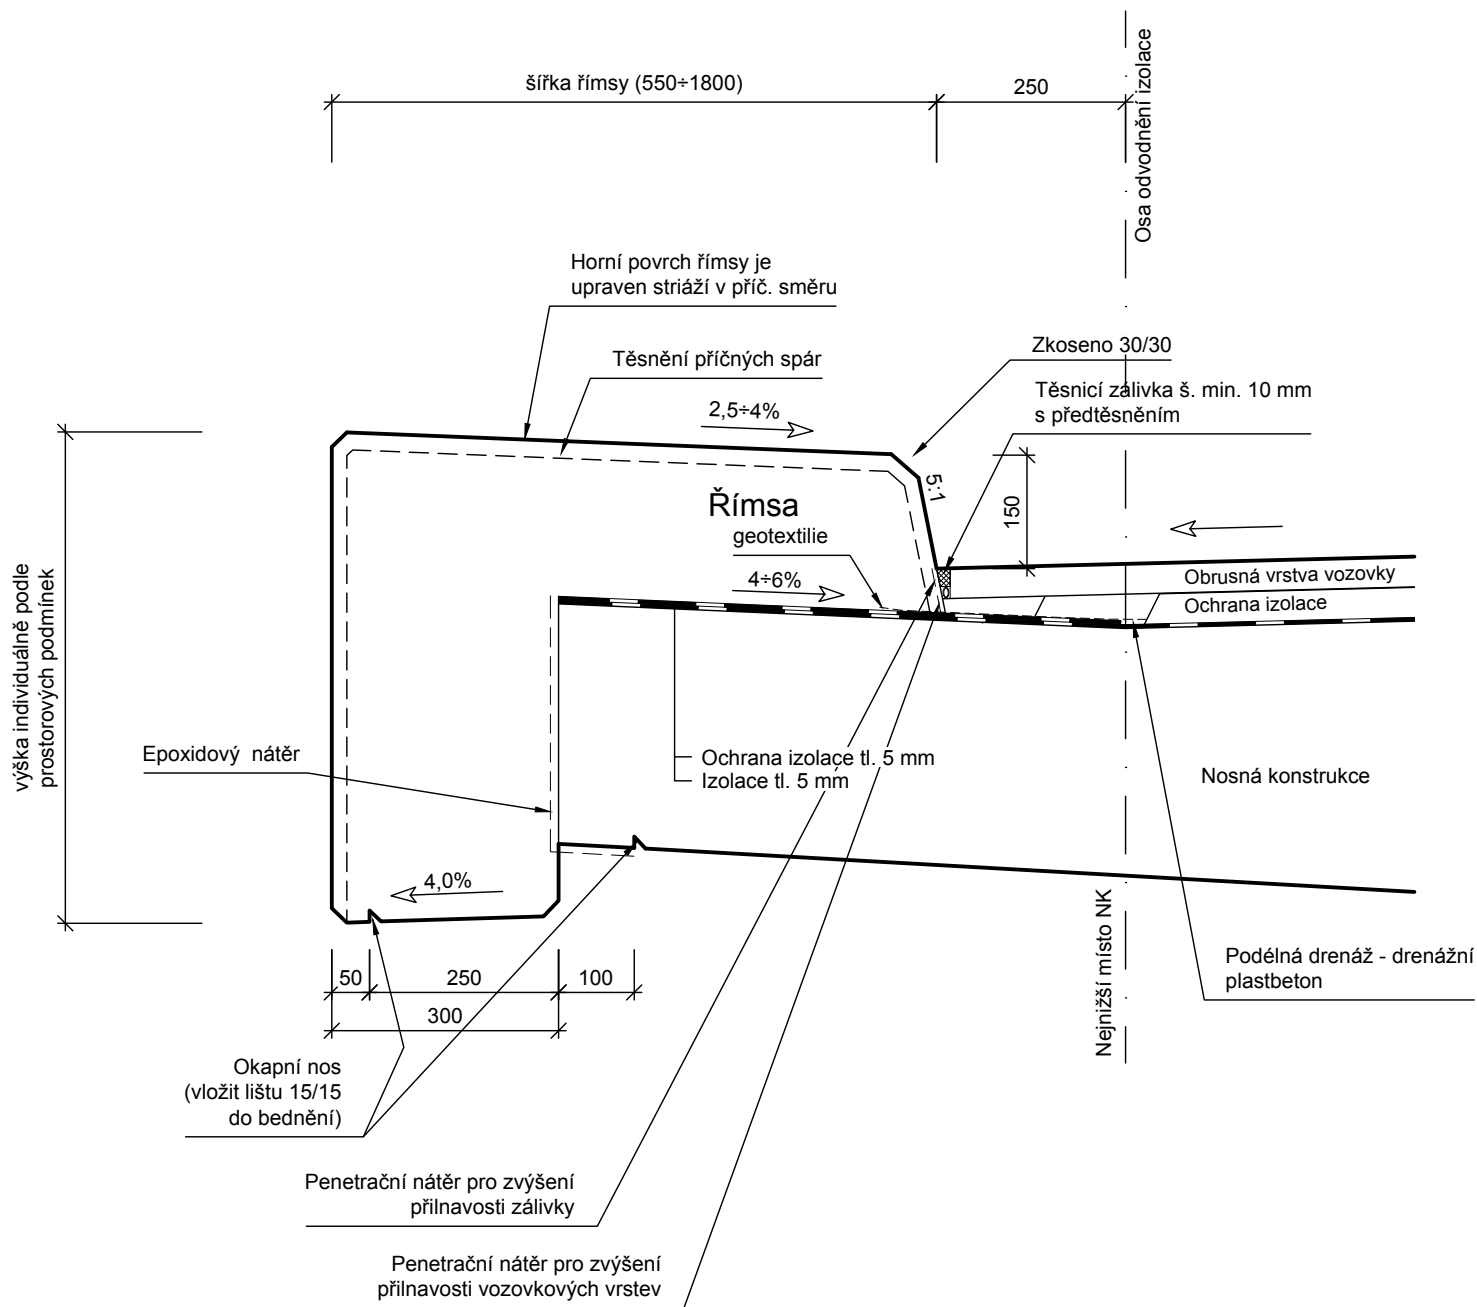 šířka římsy (550÷1800)
250
Osa odvodnění izolace
Horní povrch římsy je
upraven striáží v příč. směru
Těsnění příčných spár
Zkoseno 30/30
Těsnicí zálivka š. min. 10 mm
s předtěsněním
2,5÷4%
5:1
150
Římsa
geotextilie
4÷6%
Obrusná vrstva vozovky
Ochrana izolace
výška individuálně podle
prostorových podmínek
Epoxidový nátěr
Ochrana izolace tl. 5 mm
Izolace tl. 5 mm
Nosná konstrukce
4,0%
Nejnižší místo NK
Podélná drenáž - drenážní
plastbeton
50
250
100
300
Okapní nos
(vložit lištu 15/15
do bednění)
Penetrační nátěr pro zvýšení
přilnavosti zálivky
Penetrační nátěr pro zvýšení
přilnavosti vozovkových vrstev